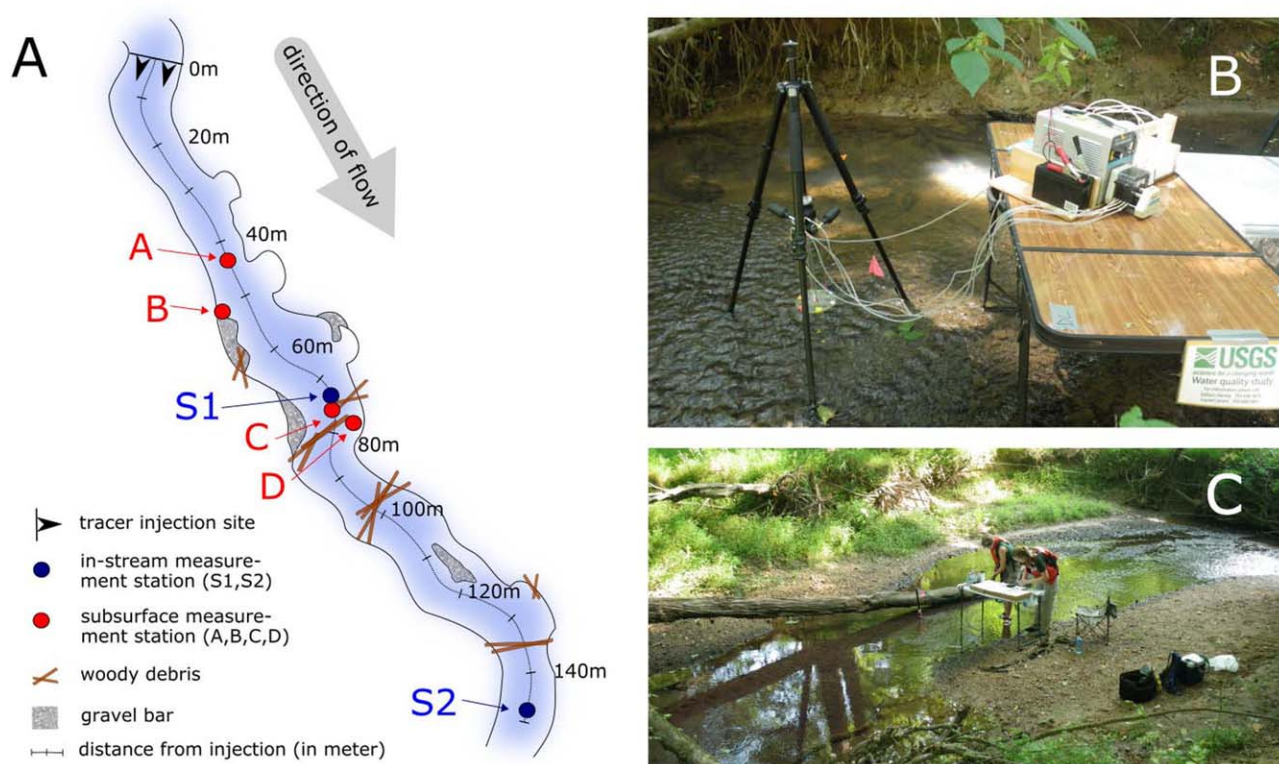 A
direction of flow
0m
20m
40m
A
B
60m
S1
C
80m
D
100m
120m
140m
S2
tracer injection site
in-stream measure-
ment station (S1,S2)
subsurface measure-
ment station (A,B,C,D)
woody debris
gravel bar
distance from injection (in meter)
B
USGS
Water quality study
C